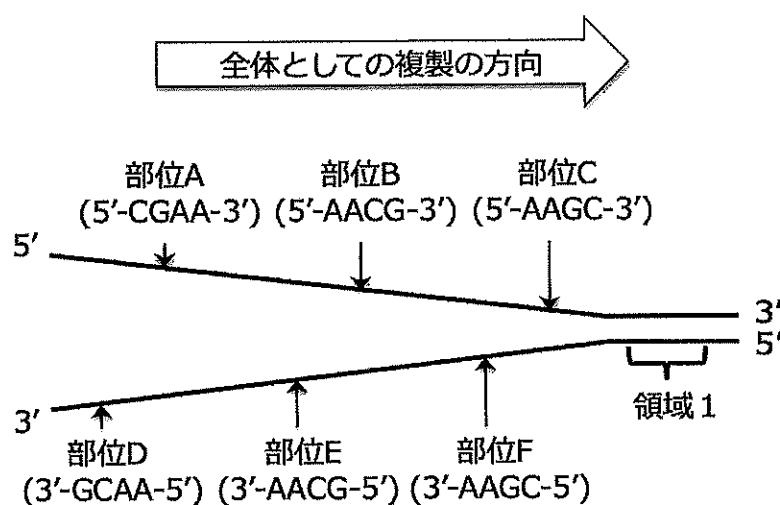 全体としての複製の方向
部位A 部位B 部位C
(5′-CGAA-3′) (5′-AACG-3′) (5′-AAGC-3′)
5′
3′
5′
領域1
3′
部位D 部位E 部位F
(3′-GCAA-5′) (3′-AACG-5′) (3′-AAGC-5′)